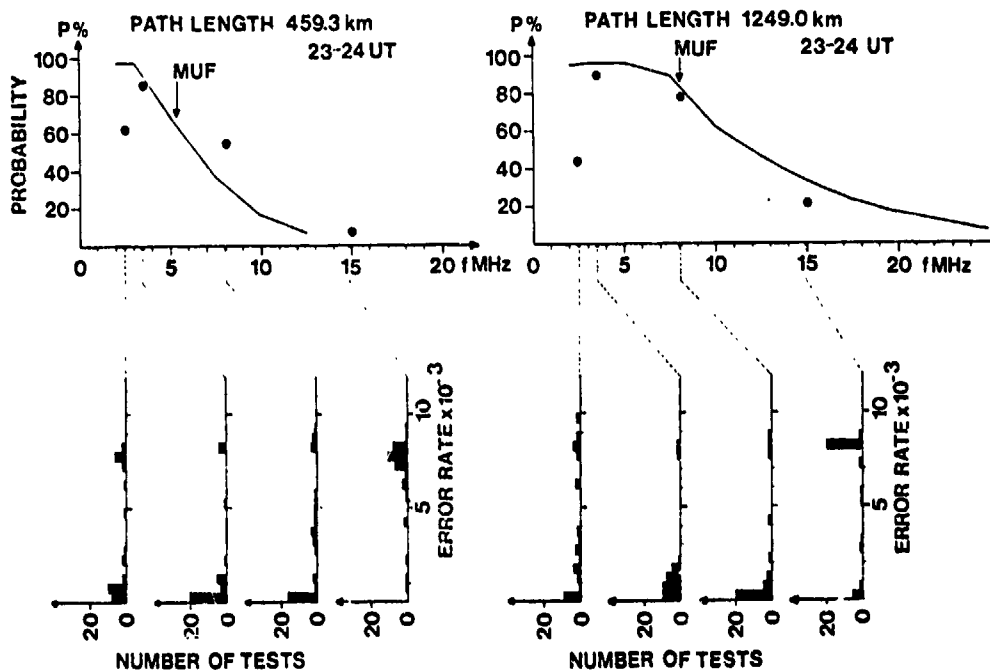 PATH LENGTH 459.3 km
23-24 UT
P%
100
80
60
40
20
PROBABILITY
MUF
0 5 10 15 20 f MHz
ERROR RATE x 10-3
10
5
20 0 20 0 20 0 20 0
NUMBER OF TESTS
PATH LENGTH 1249.0 km
23-24 UT
P%
100
80
60
40
20
MUF
0 5 10 15 20 f MHz
ERROR RATE x 10-3
10
5
20 0 20 0 20 0 20 0
NUMBER OF TESTS